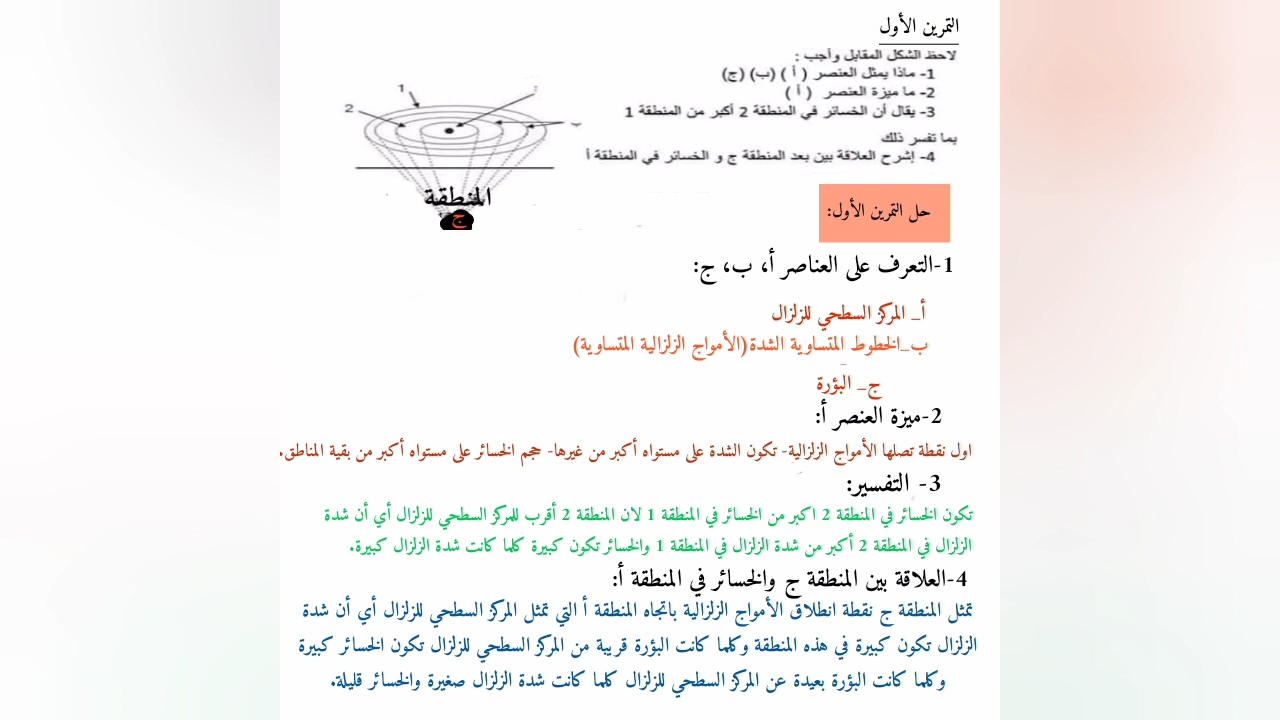 التمرين الأول
لاحظ الشكل المقابل وأجب :
1- ماذا يمثل العنصر ( أ ) (ب) (ج)
2- ما ميزة العنصر ( أ )
3- يقال أن الخسائر في المنطقة 2 أكبر من المنطقة 1
بما تفسر ذلك
4- إشرح العلاقة بين بعد المنطقة ج و الخسائر في المنطقة أ
1
2
أ
ب
المنطقة
ج
حل التمرين الأول:
1-التعرف على العناصر أ، ب، ج:
أ_ المركز السطحي للزلزال
ب_الخطوط المتساوية الشدة(الأمواج الزلزالية المتساوية)
ج_ البؤرة
2-ميزة العنصر أ:
اول نقطة تصلها الأمواج الزلزالية- تكون الشدة على مستواه أكبر من غيرها- حجم الخسائر على مستواه أكبر من بقية المناطق.
3- التفسير:
تكون الخسائر في المنطقة 2 اكبر من الخسائر في المنطقة 1 لان المنطقة 2 أقرب للمركز السطحي للزلزال أي أن شدة
الزلزال في المنطقة 2 أكبر من شدة الزلزال في المنطقة 1 والخسائر تكون كبيرة كلما كانت شدة الزلزال كبيرة.
4-العلاقة بين المنطقة ج والخسائر في المنطقة أ:
تمثل المنطقة ج نقطة انطلاق الأمواج الزلزالية باتجاه المنطقة أ التي تمثل المركز السطحي للزلزال أي أن شدة
الزلزال تكون كبيرة في هذه المنطقة وكلما كانت البؤرة قريبة من المركز السطحي للزلزال تكون الخسائر كبيرة
وكلما كانت البؤرة بعيدة عن المركز السطحي للزلزال كلما كانت شدة الزلزال صغيرة والخسائر قليلة.